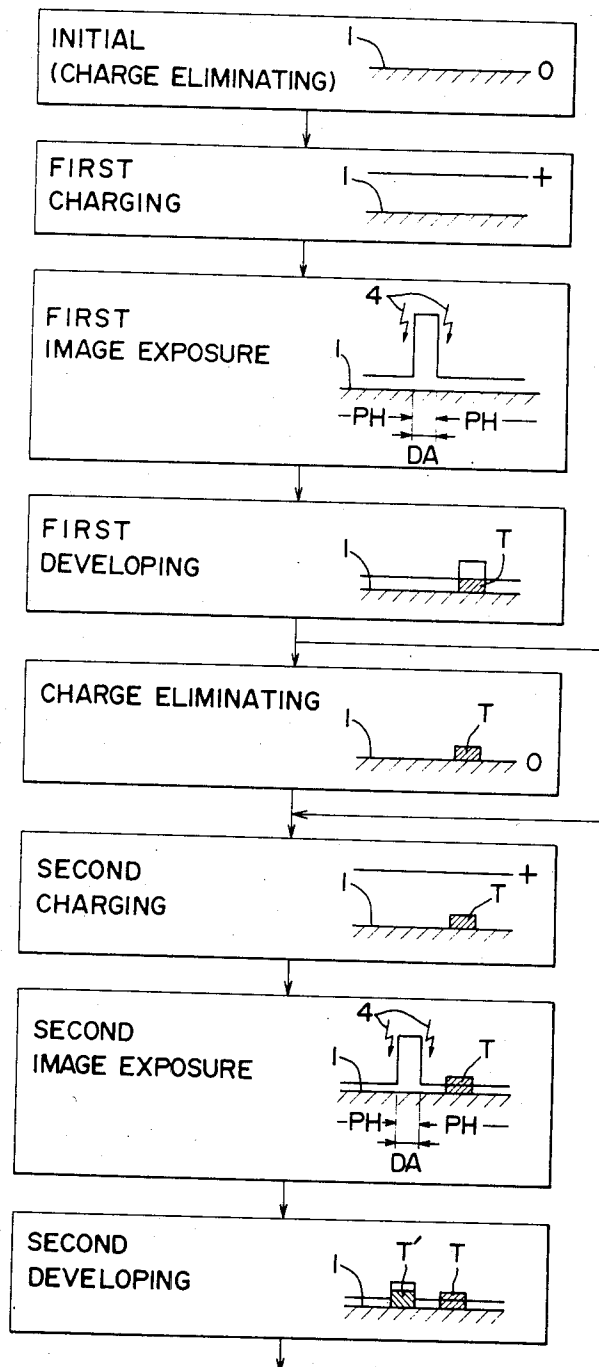 INITIAL
(CHARGE ELIMINATING)
1
0
FIRST
CHARGING
1
+
FIRST
IMAGE EXPOSURE
4
1
PH
PH
DA
FIRST
DEVELOPING
1
T
CHARGE ELIMINATING
1
T
0
SECOND
CHARGING
1
T
+
SECOND
IMAGE EXPOSURE
4
1
T
PH
PH
DA
SECOND
DEVELOPING
1
T'
T